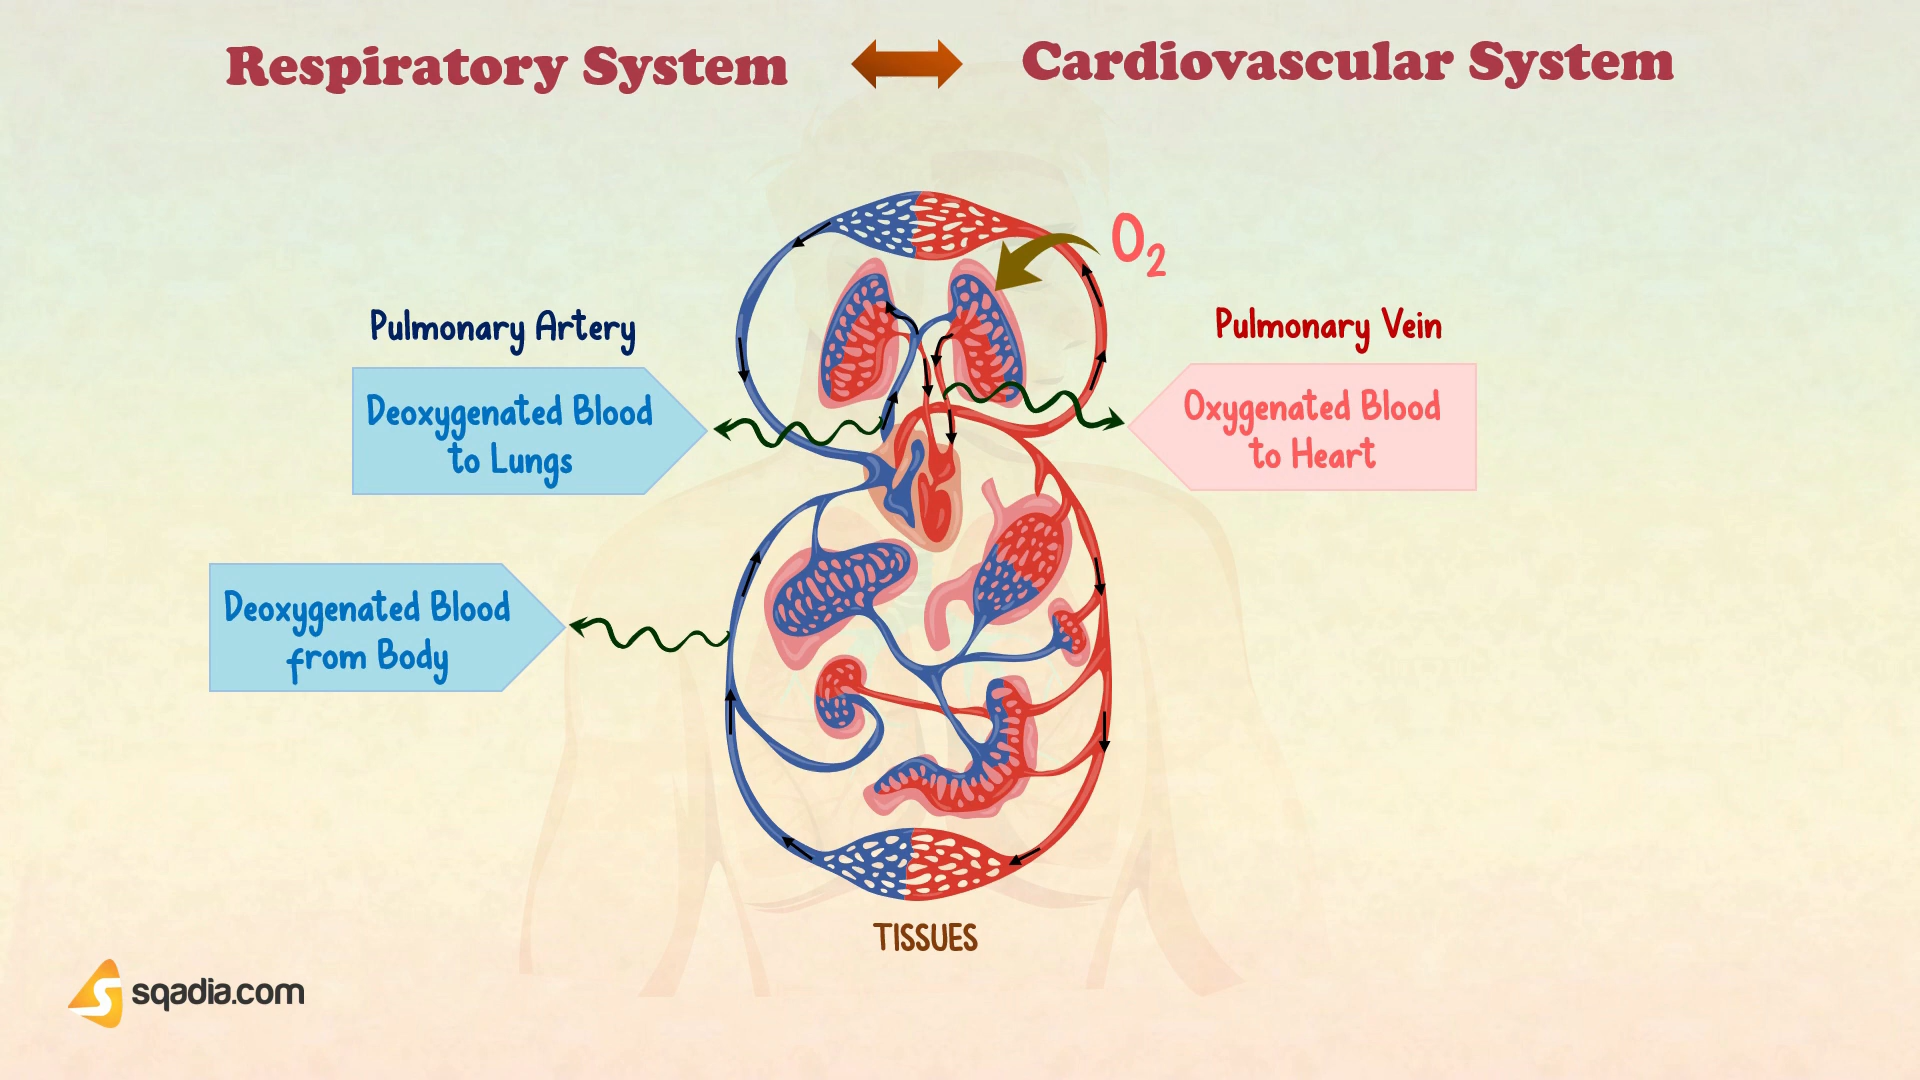 Respiratory System
Cardiovascular System
O2
Pulmonary Artery
Pulmonary Vein
Deoxygenated Blood
to Lungs
Oxygenated Blood
to Heart
Deoxygenated Blood
from Body
TISSUES
sqadia.com